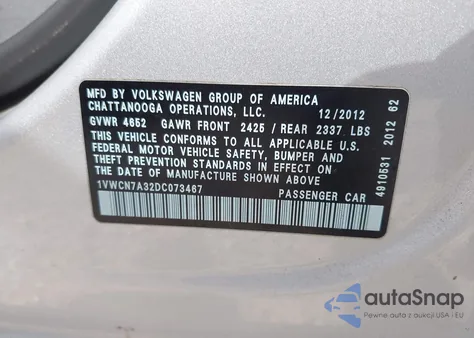 MFD BY VOLKSWAGEN GROUP OF AMERICA
CHATTANOOGA OPERATIONS, LLC. 12/2012
GVWR 4652 GAWR FRONT 2425 / REAR 2337 LBS
THIS VEHICLE CONFORMS TO ALL APPLICABLE U.S.
FEDERAL MOTOR VEHICLE SAFETY, BUMPER AND
THEFT PREVENTION STANDARDS IN EFFECT ON
THE DATE OF MANUFACTURE SHOWN ABOVE
1VWCN7A32DC073467 PASSENGER CAR
4910531 2012 62
autoSnap
Pewne auta z aukcji USA i EU